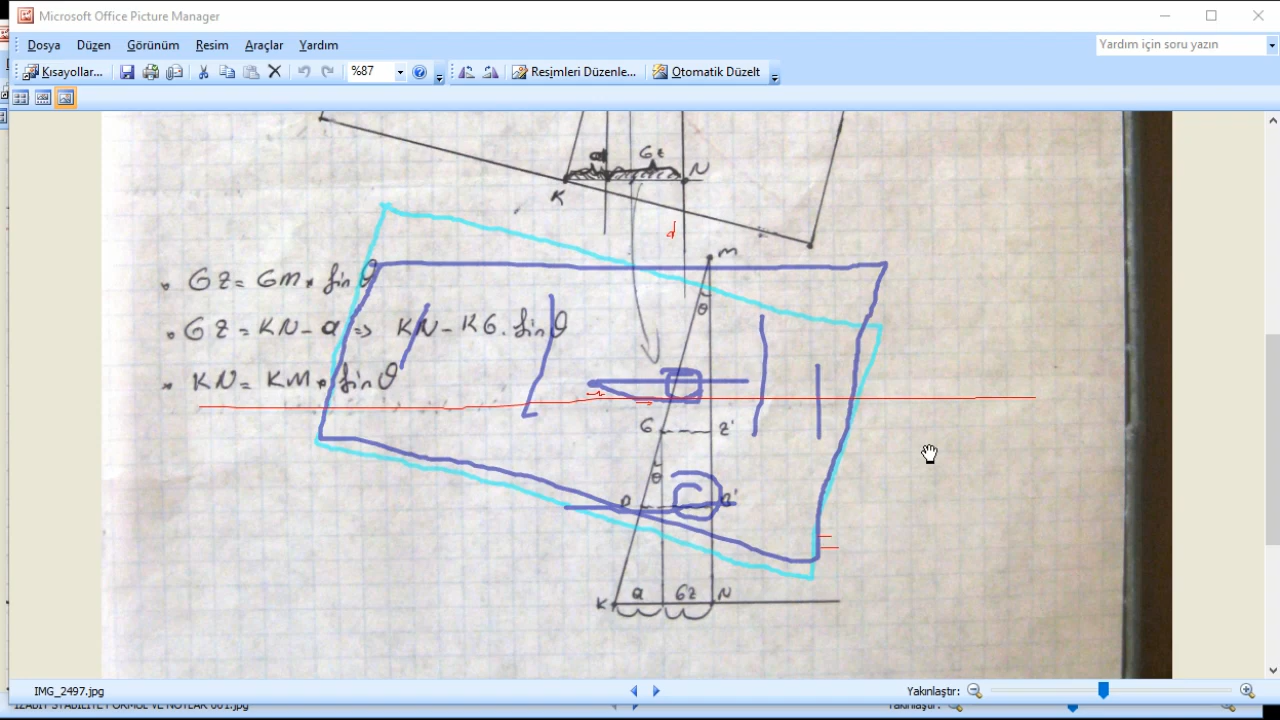 Microsoft Office Picture Manager
Dosya Düzen Görünüm Resim Araçlar Yardım
Yardım için soru yazın
Kısayollar... %87 Resimleri Düzenle... Otomatik Düzelt
a Gz N
K
d
M
• GZ = GM * sin θ
θ
• GZ = KN - a ⇒ KN - KG. sin θ
• KN = KM * sin θ
G Z'
θ
B B'
K a GZ N
IMG_2497.jpg
Yakınlaştır: